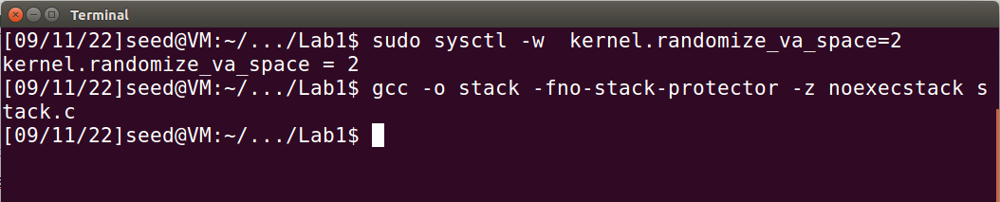 Terminal
[09/11/22]seed@VM:~/.../Lab1$ sudo sysctl -w  kernel.randomize_va_space=2
kernel.randomize_va_space = 2
[09/11/22]seed@VM:~/.../Lab1$ gcc -o stack -fno-stack-protector -z noexecstack s
tack.c
[09/11/22]seed@VM:~/.../Lab1$